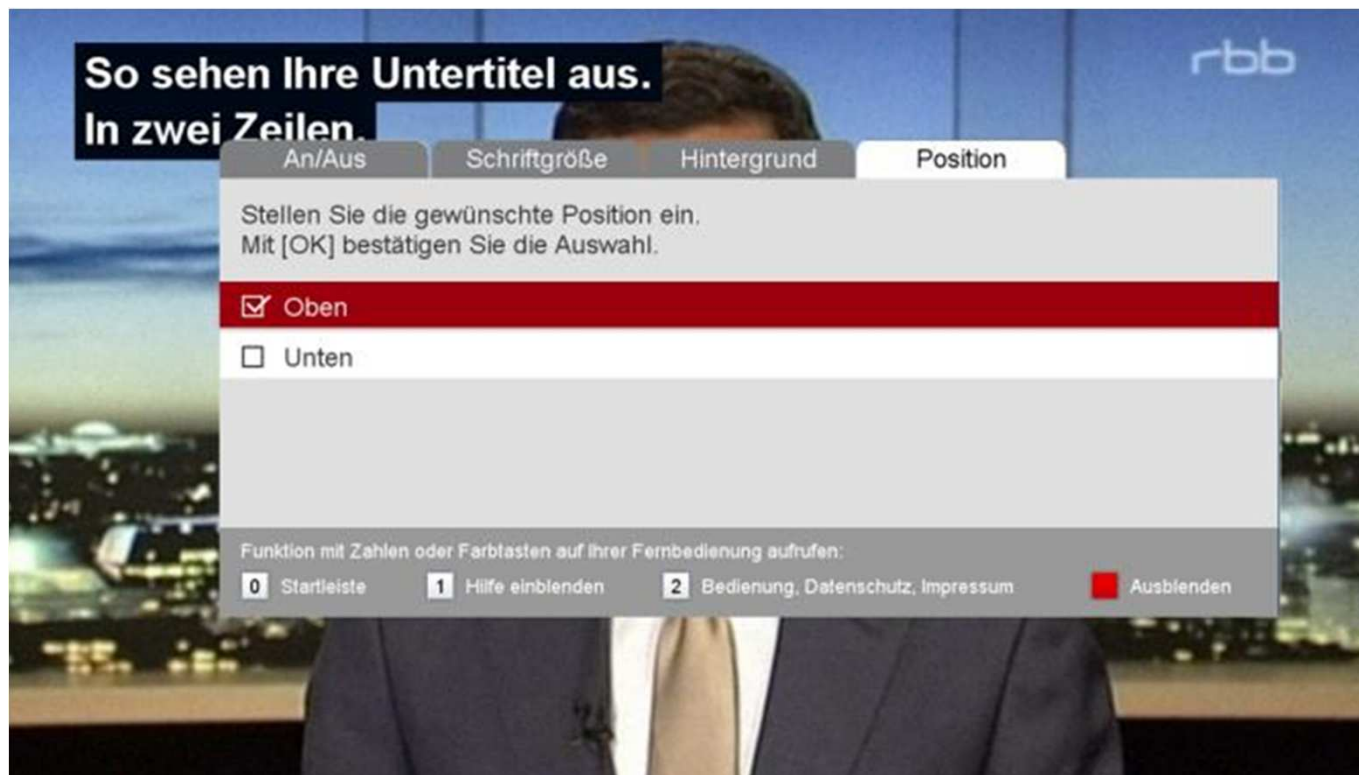 So sehen Ihre Untertitel aus.
In zwei Zeilen.
rbb
An/Aus Schriftgröße Hintergrund Position
Stellen Sie die gewünschte Position ein.
Mit [OK] bestätigen Sie die Auswahl.
Oben
Unten
Funktion mit Zahlen oder Farbtasten auf Ihrer Fernbedienung aufrufen:
0 Startleiste 1 Hilfe einblenden 2 Bedienung, Datenschutz, Impressum Ausblenden